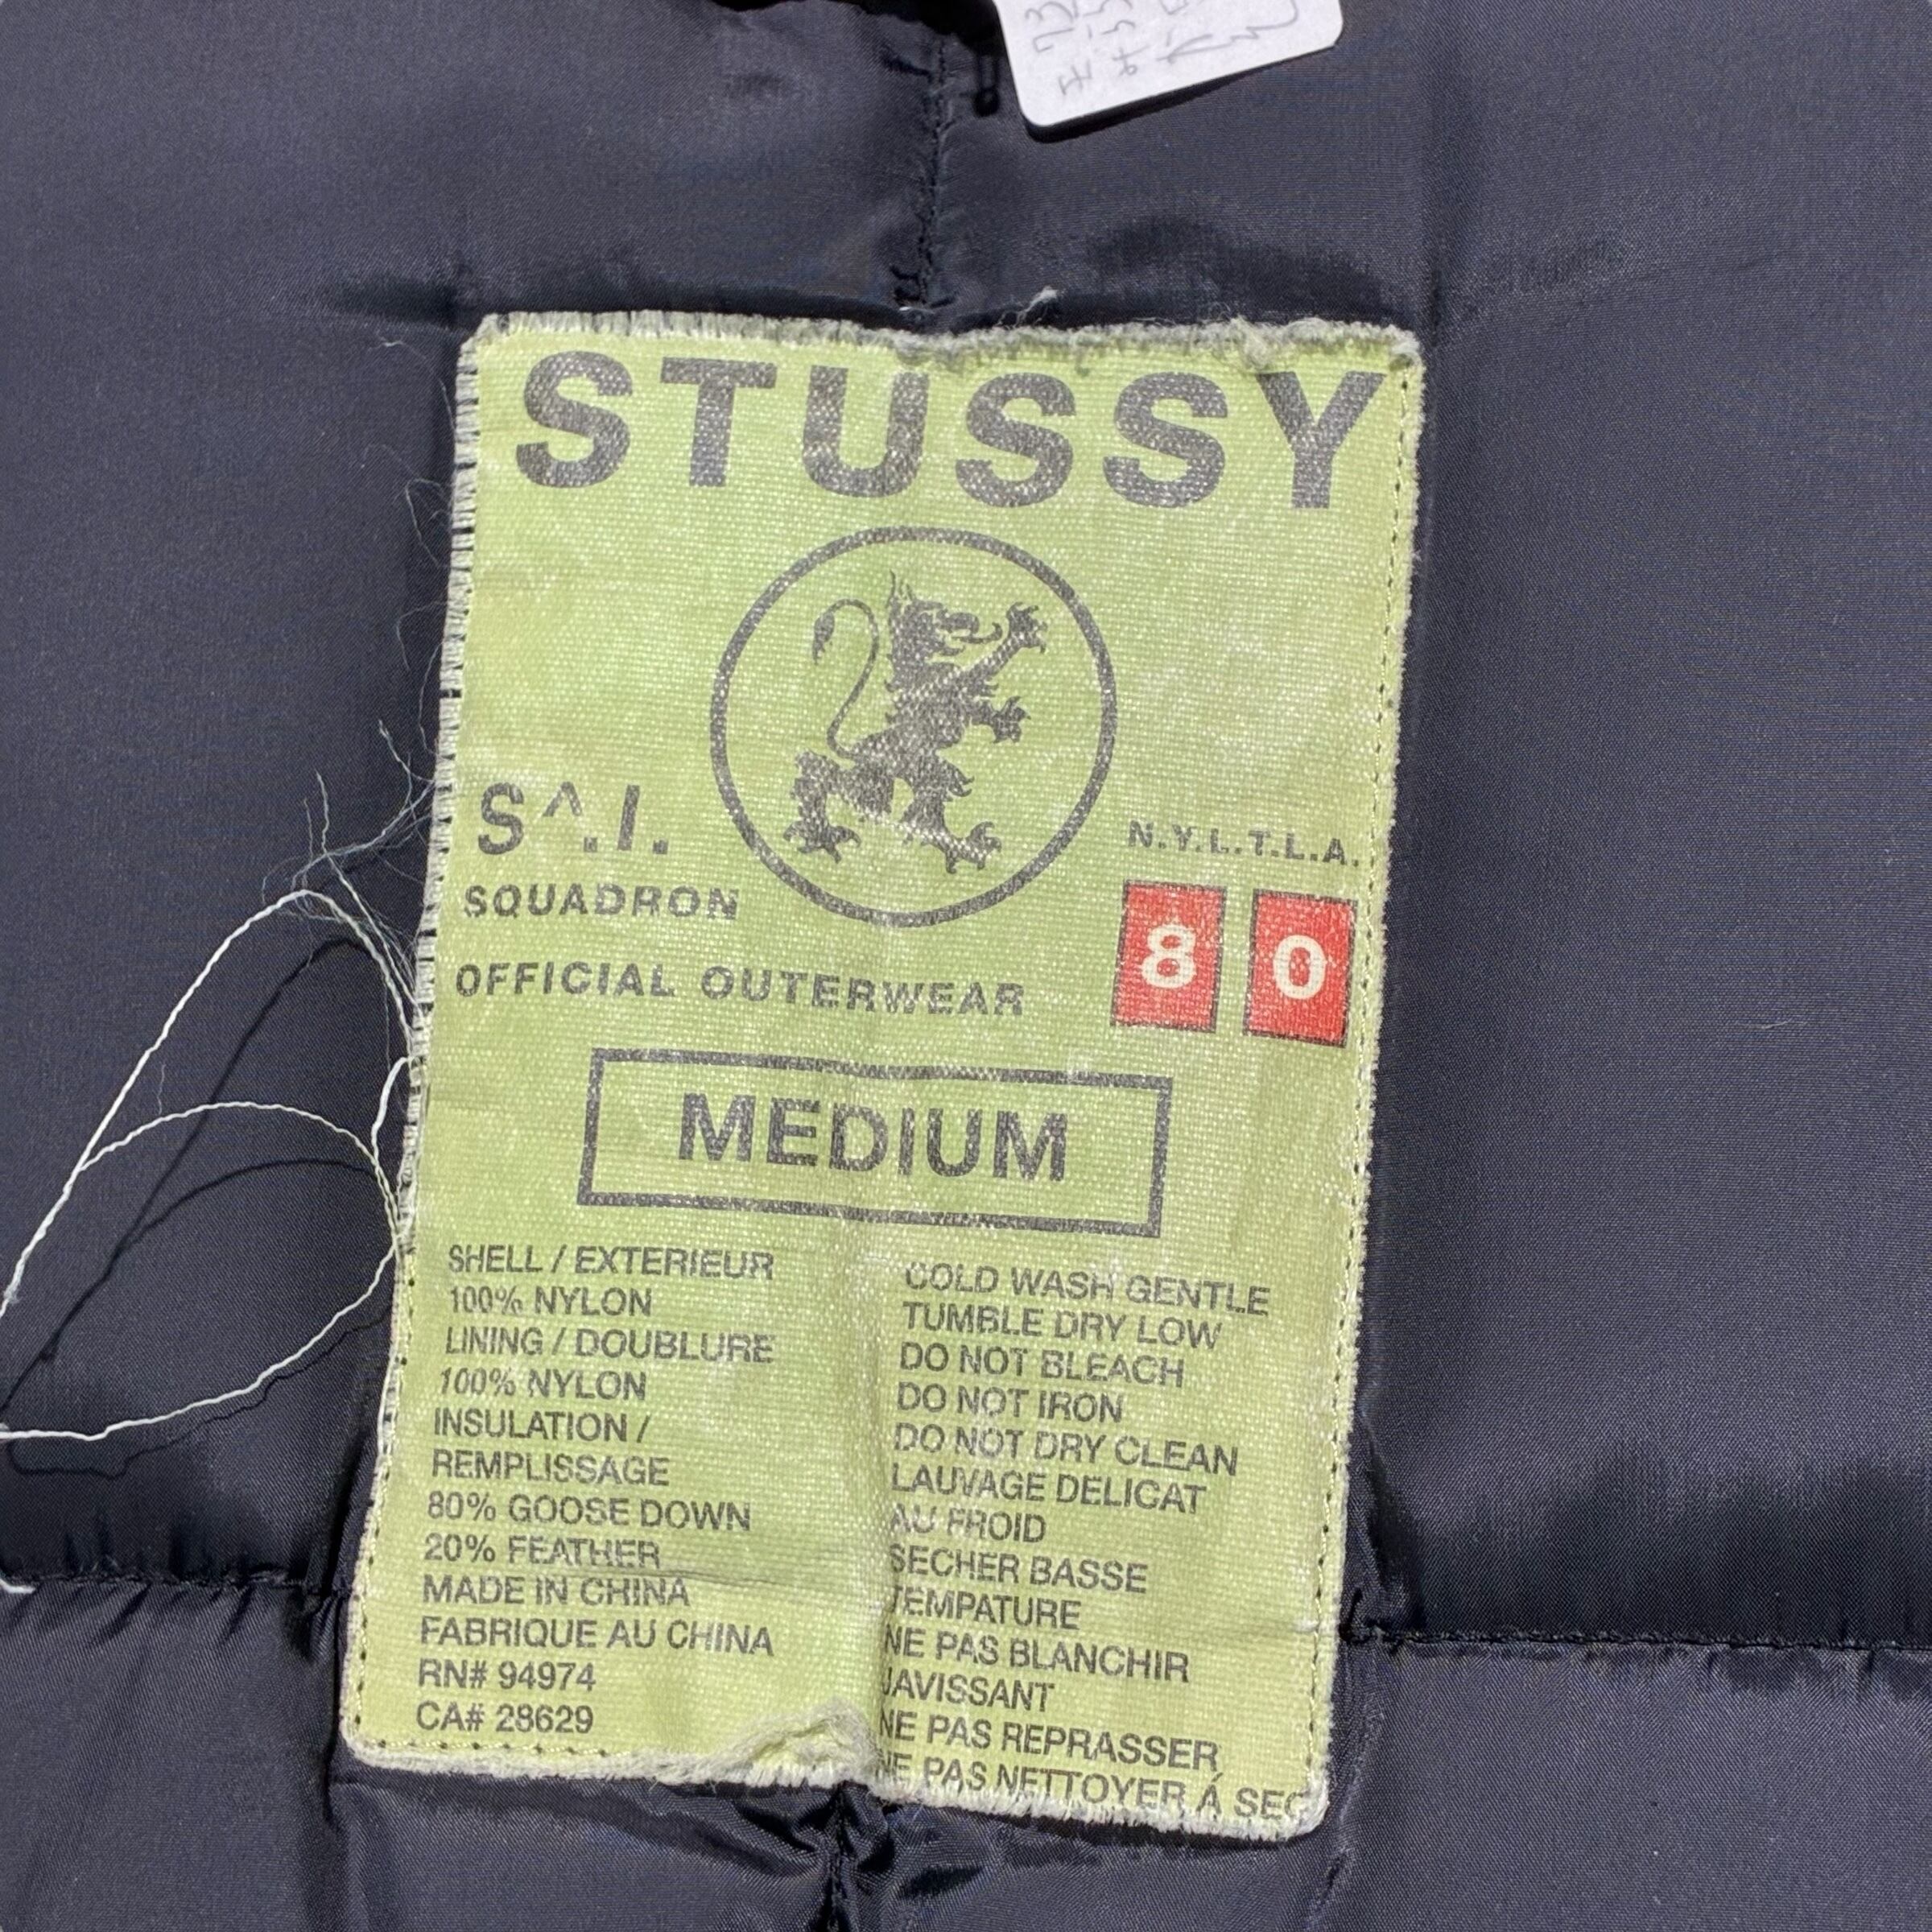 STUSSY
S^.I.
SQUADRON
N.Y.L.T.L.A.
8 0
OFFICIAL OUTERWEAR
MEDIUM
SHELL / EXTERIEUR
100% NYLON
LINING / DOUBLURE
100% NYLON
INSULATION /
REMPLISSAGE
80% GOOSE DOWN
20% FEATHER
MADE IN CHINA
FABRIQUE AU CHINA
RN# 94974
CA# 28629
COLD WASH GENTLE
TUMBLE DRY LOW
DO NOT BLEACH
DO NOT IRON
DO NOT DRY CLEAN
LAUVAGE DELICAT
AU FROID
SECHER BASSE
TEMPATURE
NE PAS BLANCHIR
JAVISSANT
NE PAS REPRASSER
NE PAS NETTOYER Á SEC